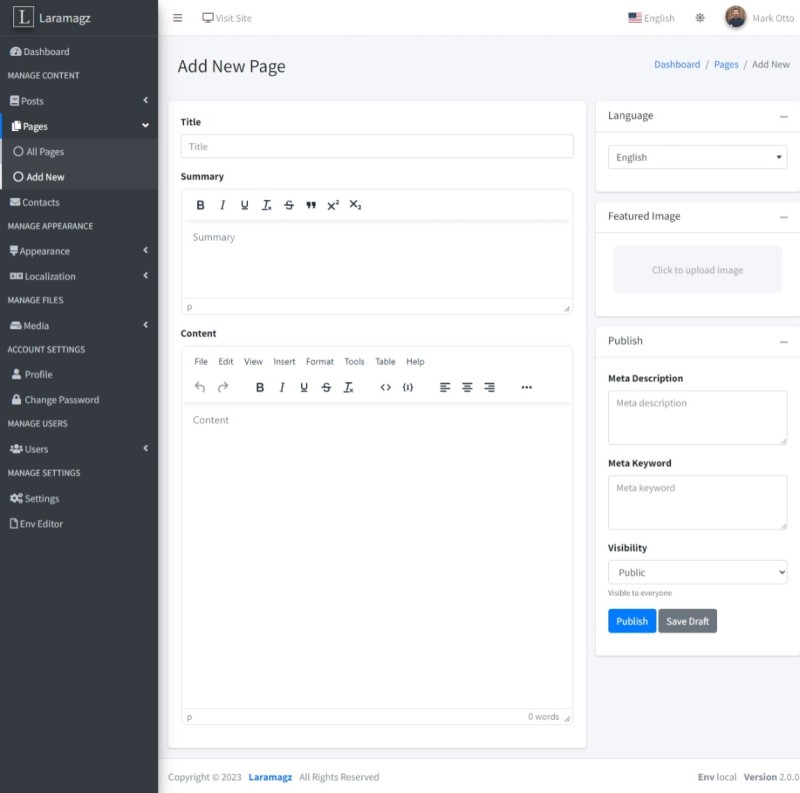 L Laramagz
Visit Site
English
Mark Otto
Dashboard
MANAGE CONTENT
Posts
Pages
All Pages
Add New
Contacts
MANAGE APPEARANCE
Appearance
Localization
MANAGE FILES
Media
ACCOUNT SETTINGS
Profile
Change Password
MANAGE USERS
Users
MANAGE SETTINGS
Settings
Env Editor
Add New Page
Dashboard / Pages / Add New
Title
Title
Summary
B I U T S X² X₂
Summary
p
Content
File Edit View Insert Format Tools Table Help
B I U S T
Content
p
0 words
Language
English
Featured Image
Click to upload image
Publish
Meta Description
Meta description
Meta Keyword
Meta keyword
Visibility
Public
Visible to everyone
Publish Save Draft
Copyright © 2023 Laramagz All Rights Reserved
Env local Version 2.0.0